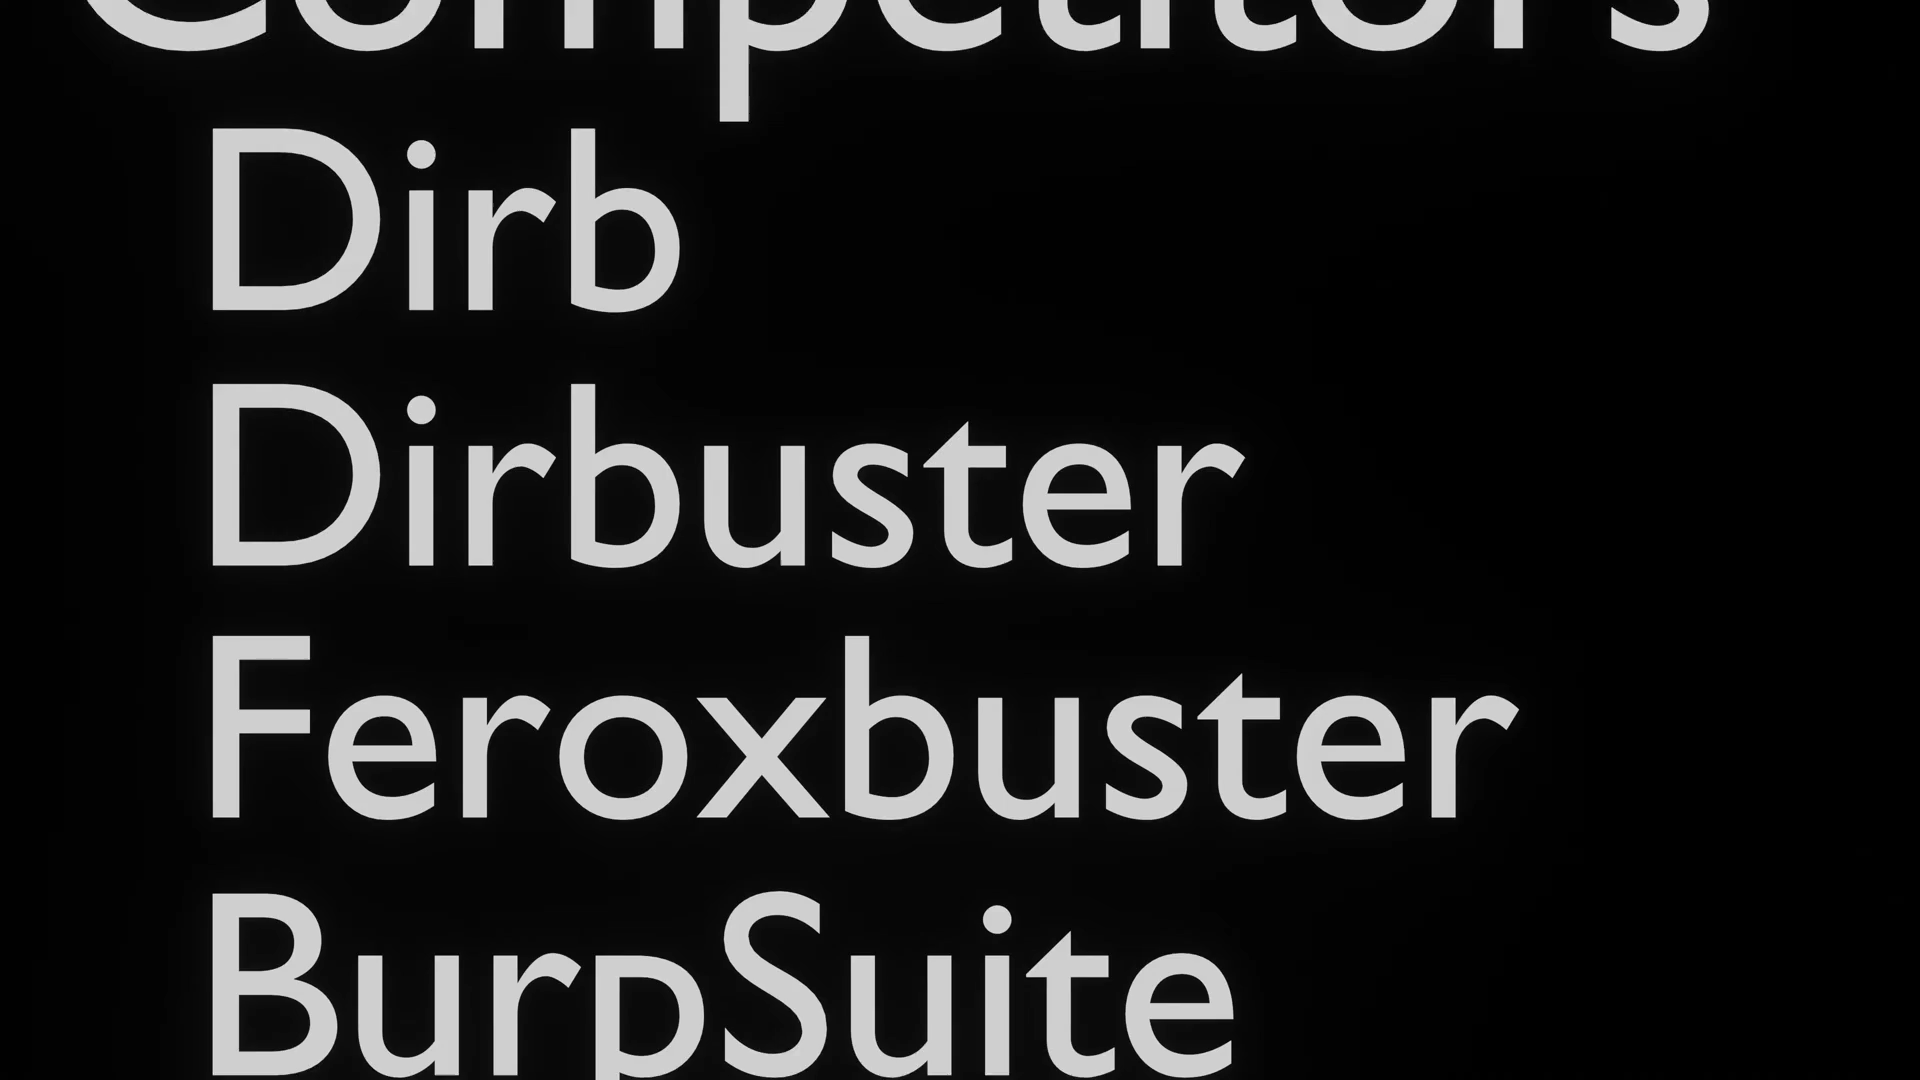 Competitors
Dirb
Dirbuster
Feroxbuster
BurpSuite